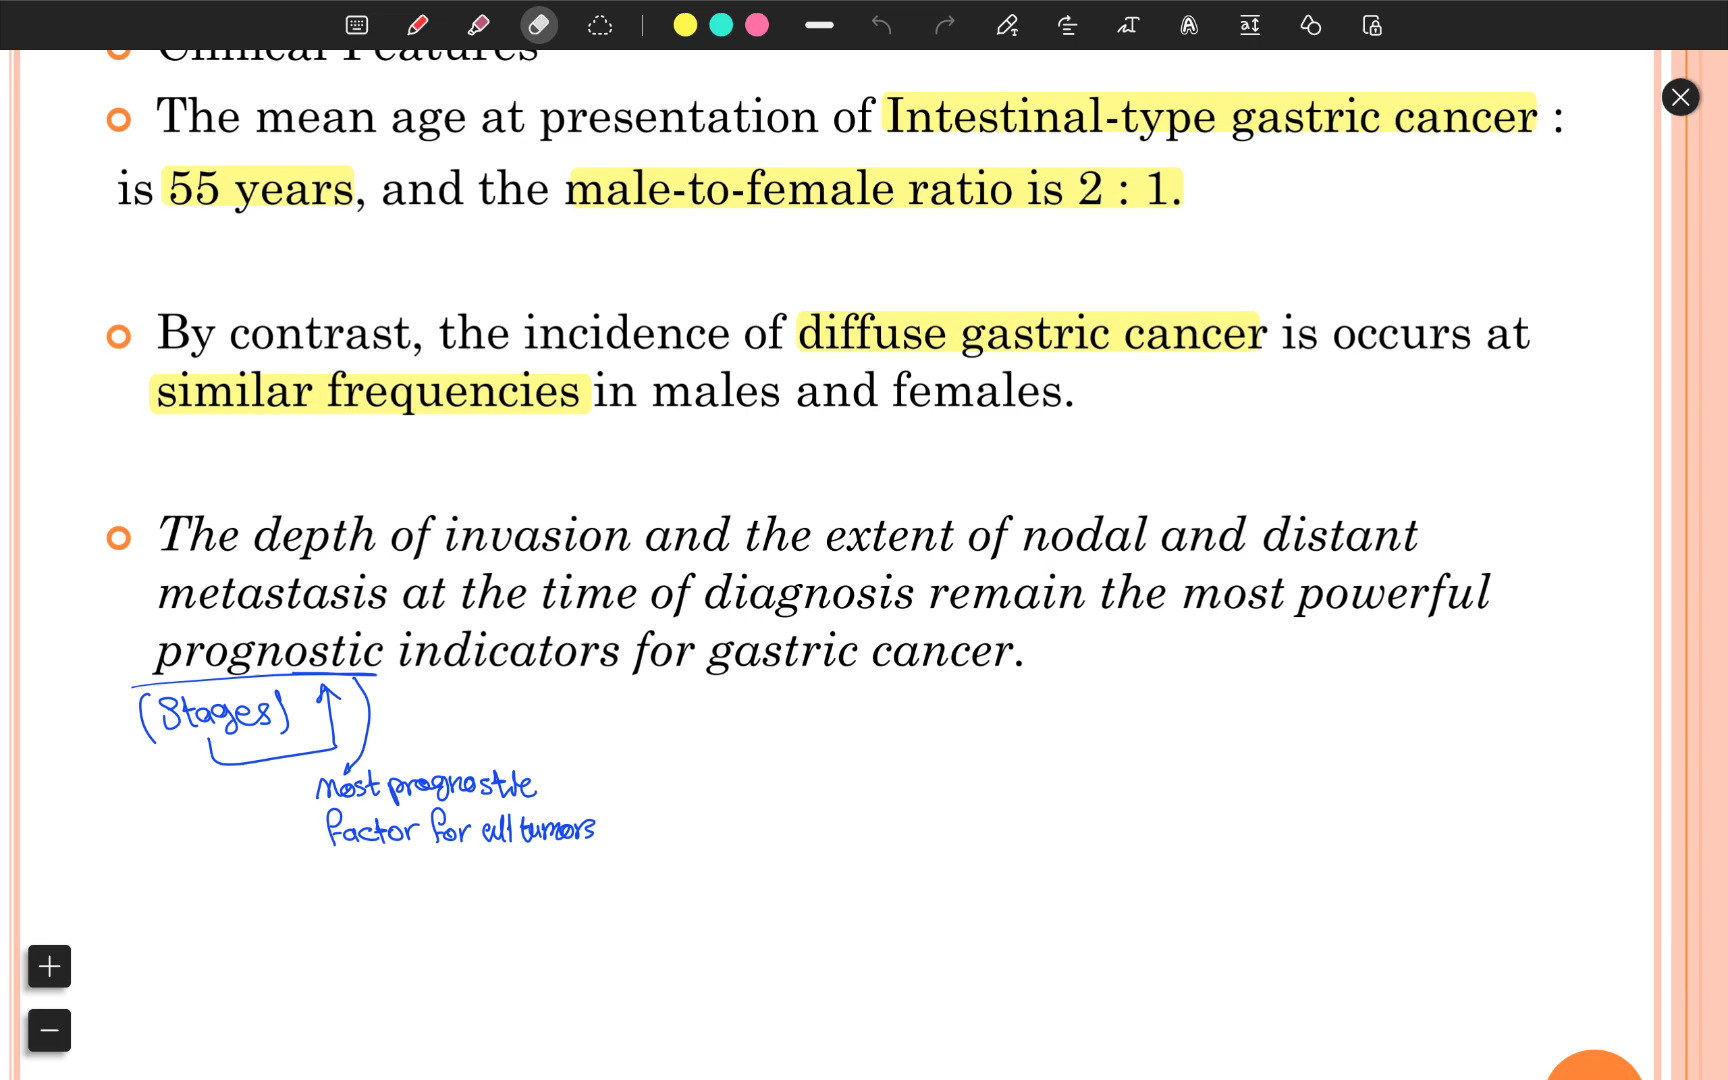 Clinical Features
The mean age at presentation of Intestinal-type gastric cancer :
is 55 years, and the male-to-female ratio is 2 : 1.
By contrast, the incidence of diffuse gastric cancer is occurs at
similar frequencies in males and females.
The depth of invasion and the extent of nodal and distant
metastasis at the time of diagnosis remain the most powerful
prognostic indicators for gastric cancer.
(Stages)
most prognostic
factor for all tumors